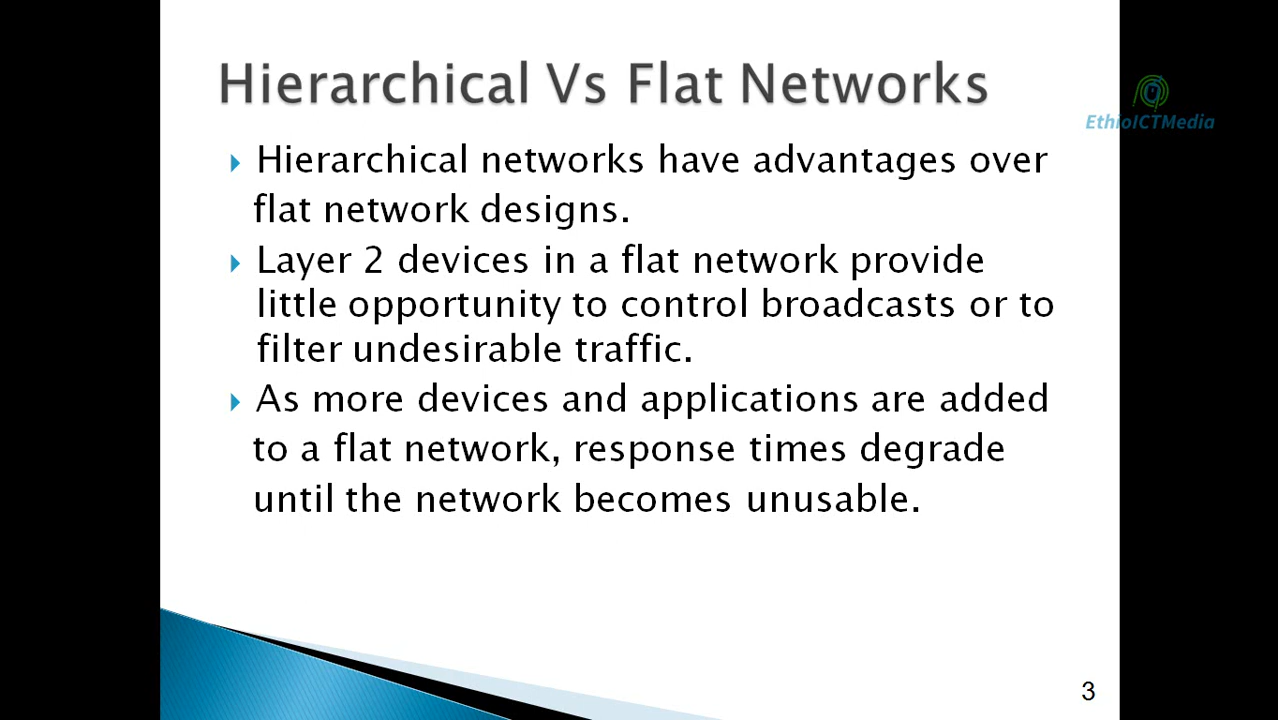 Hierarchical Vs Flat Networks
EthioICTMedia
Hierarchical networks have advantages over
flat network designs.
Layer 2 devices in a flat network provide
little opportunity to control broadcasts or to
filter undesirable traffic.
As more devices and applications are added
to a flat network, response times degrade
until the network becomes unusable.
3